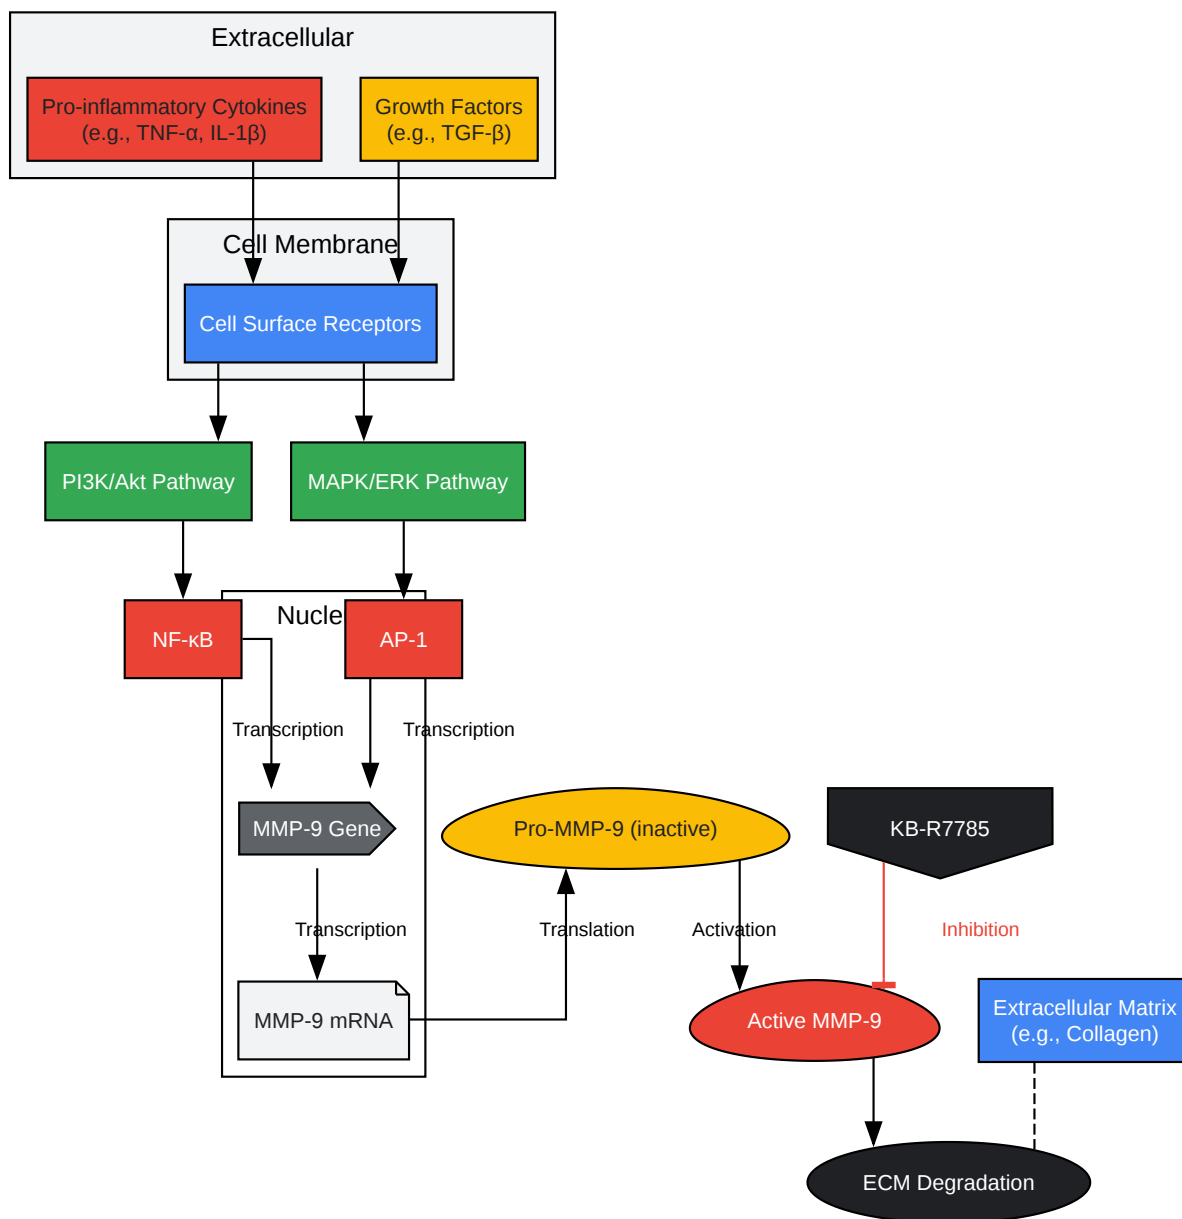 Extracellular
Pro-inflammatory Cytokines
(e.g., TNF-α, IL-1β)
Growth Factors
(e.g., TGF-β)
Cell Membrane
Cell Surface Receptors
PI3K/Akt Pathway
MAPK/ERK Pathway
Nucle
NF-κB
AP-1
Transcription
Transcription
MMP-9 Gene
Pro-MMP-9 (inactive)
KB-R7785
Transcription
Translation
Activation
Inhibition
MMP-9 mRNA
Active MMP-9
Extracellular Matrix
(e.g., Collagen)
ECM Degradation